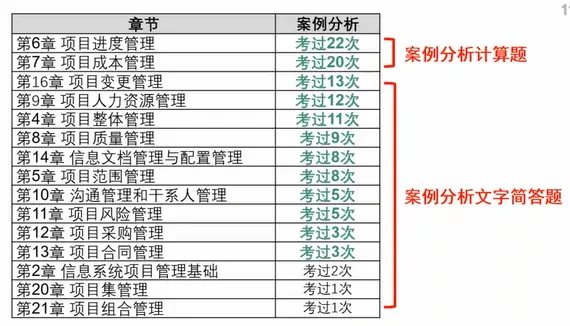 章节 案例分析
第6章 项目进度管理 考过22次
第7章 项目成本管理 考过20次
案例分析计算题
第16章 项目变更管理 考过13次
第9章 项目人力资源管理 考过12次
第4章 项目整体管理 考过11次
第8章 项目质量管理 考过9次
第14章 信息文档管理与配置管理 考过8次
第5章 项目范围管理 考过8次
第10章 沟通管理和干系人管理 考过5次
第11章 项目风险管理 考过5次
第12章 项目采购管理 考过3次
第13章 项目合同管理 考过3次
第2章 信息系统项目管理基础 考过2次
第20章 项目集管理 考过1次
第21章 项目组合管理 考过1次
案例分析文字简答题